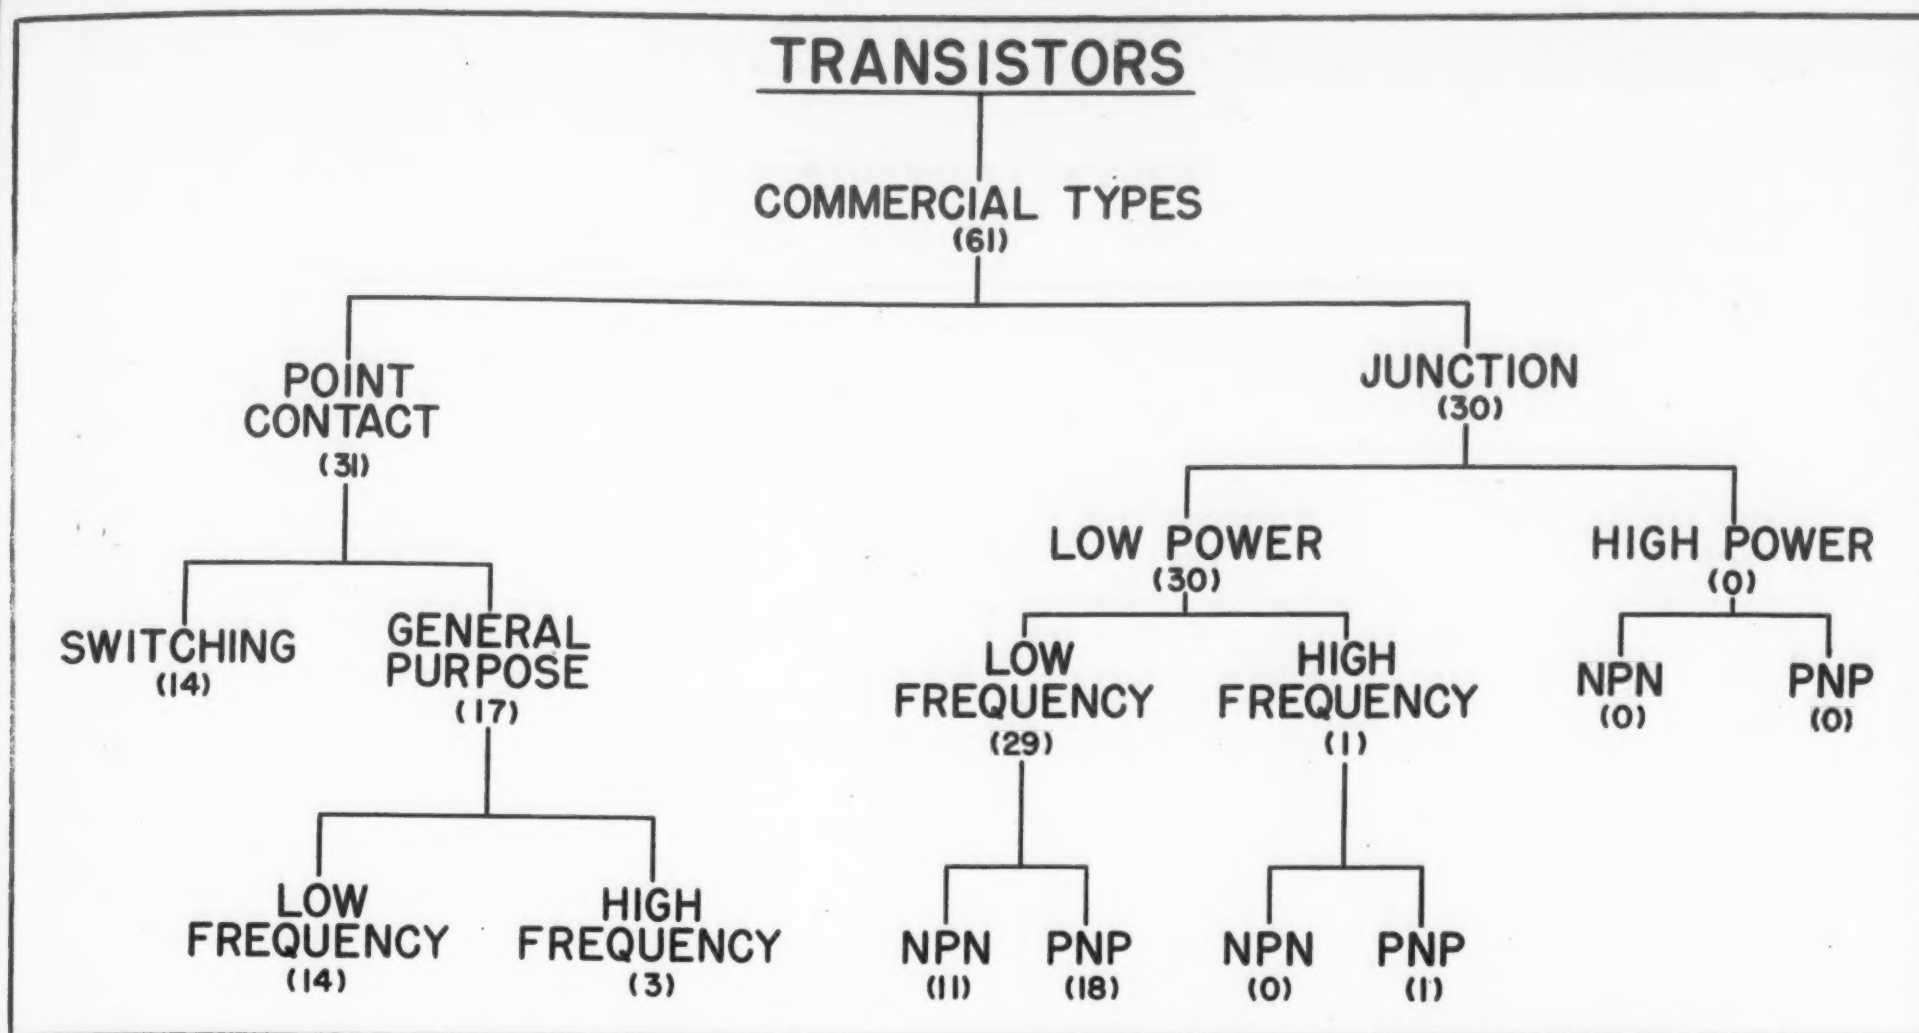 TRANSISTORS
COMMERCIAL TYPES
(61)
POINT
CONTACT
(31)
SWITCHING
(14)
GENERAL
PURPOSE
(17)
LOW
FREQUENCY
(14)
HIGH
FREQUENCY
(3)
JUNCTION
(30)
LOW POWER
(30)
LOW
FREQUENCY
(29)
NPN
(11)
PNP
(18)
HIGH
FREQUENCY
(1)
NPN
(0)
PNP
(1)
HIGH POWER
(0)
NPN
(0)
PNP
(0)